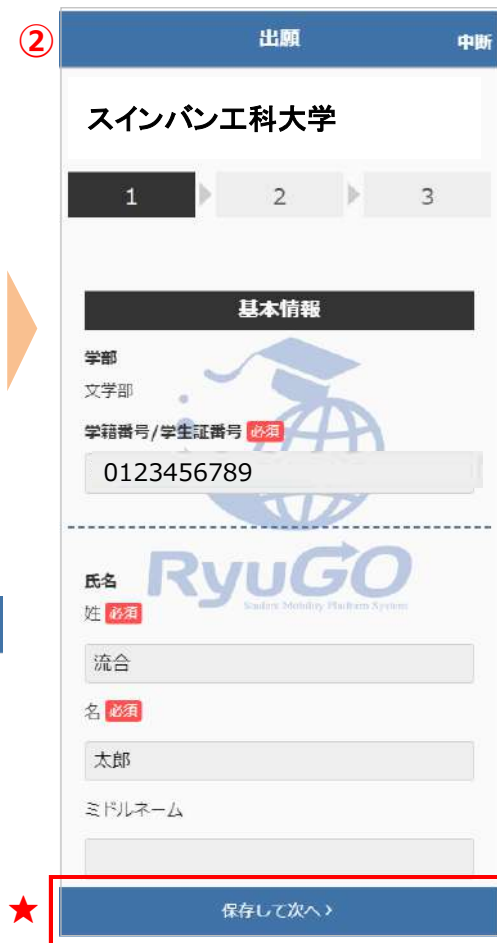 ②
出願 中断
スインバン工科大学
1 2 3
基本情報
学部
文学部
学籍番号/学生証番号 必須
0123456789
RyuGO
Student Mobility Platform System
氏名
姓 必須
流合
名 必須
太郎
ミドルネーム
★ 保存して次へ ›